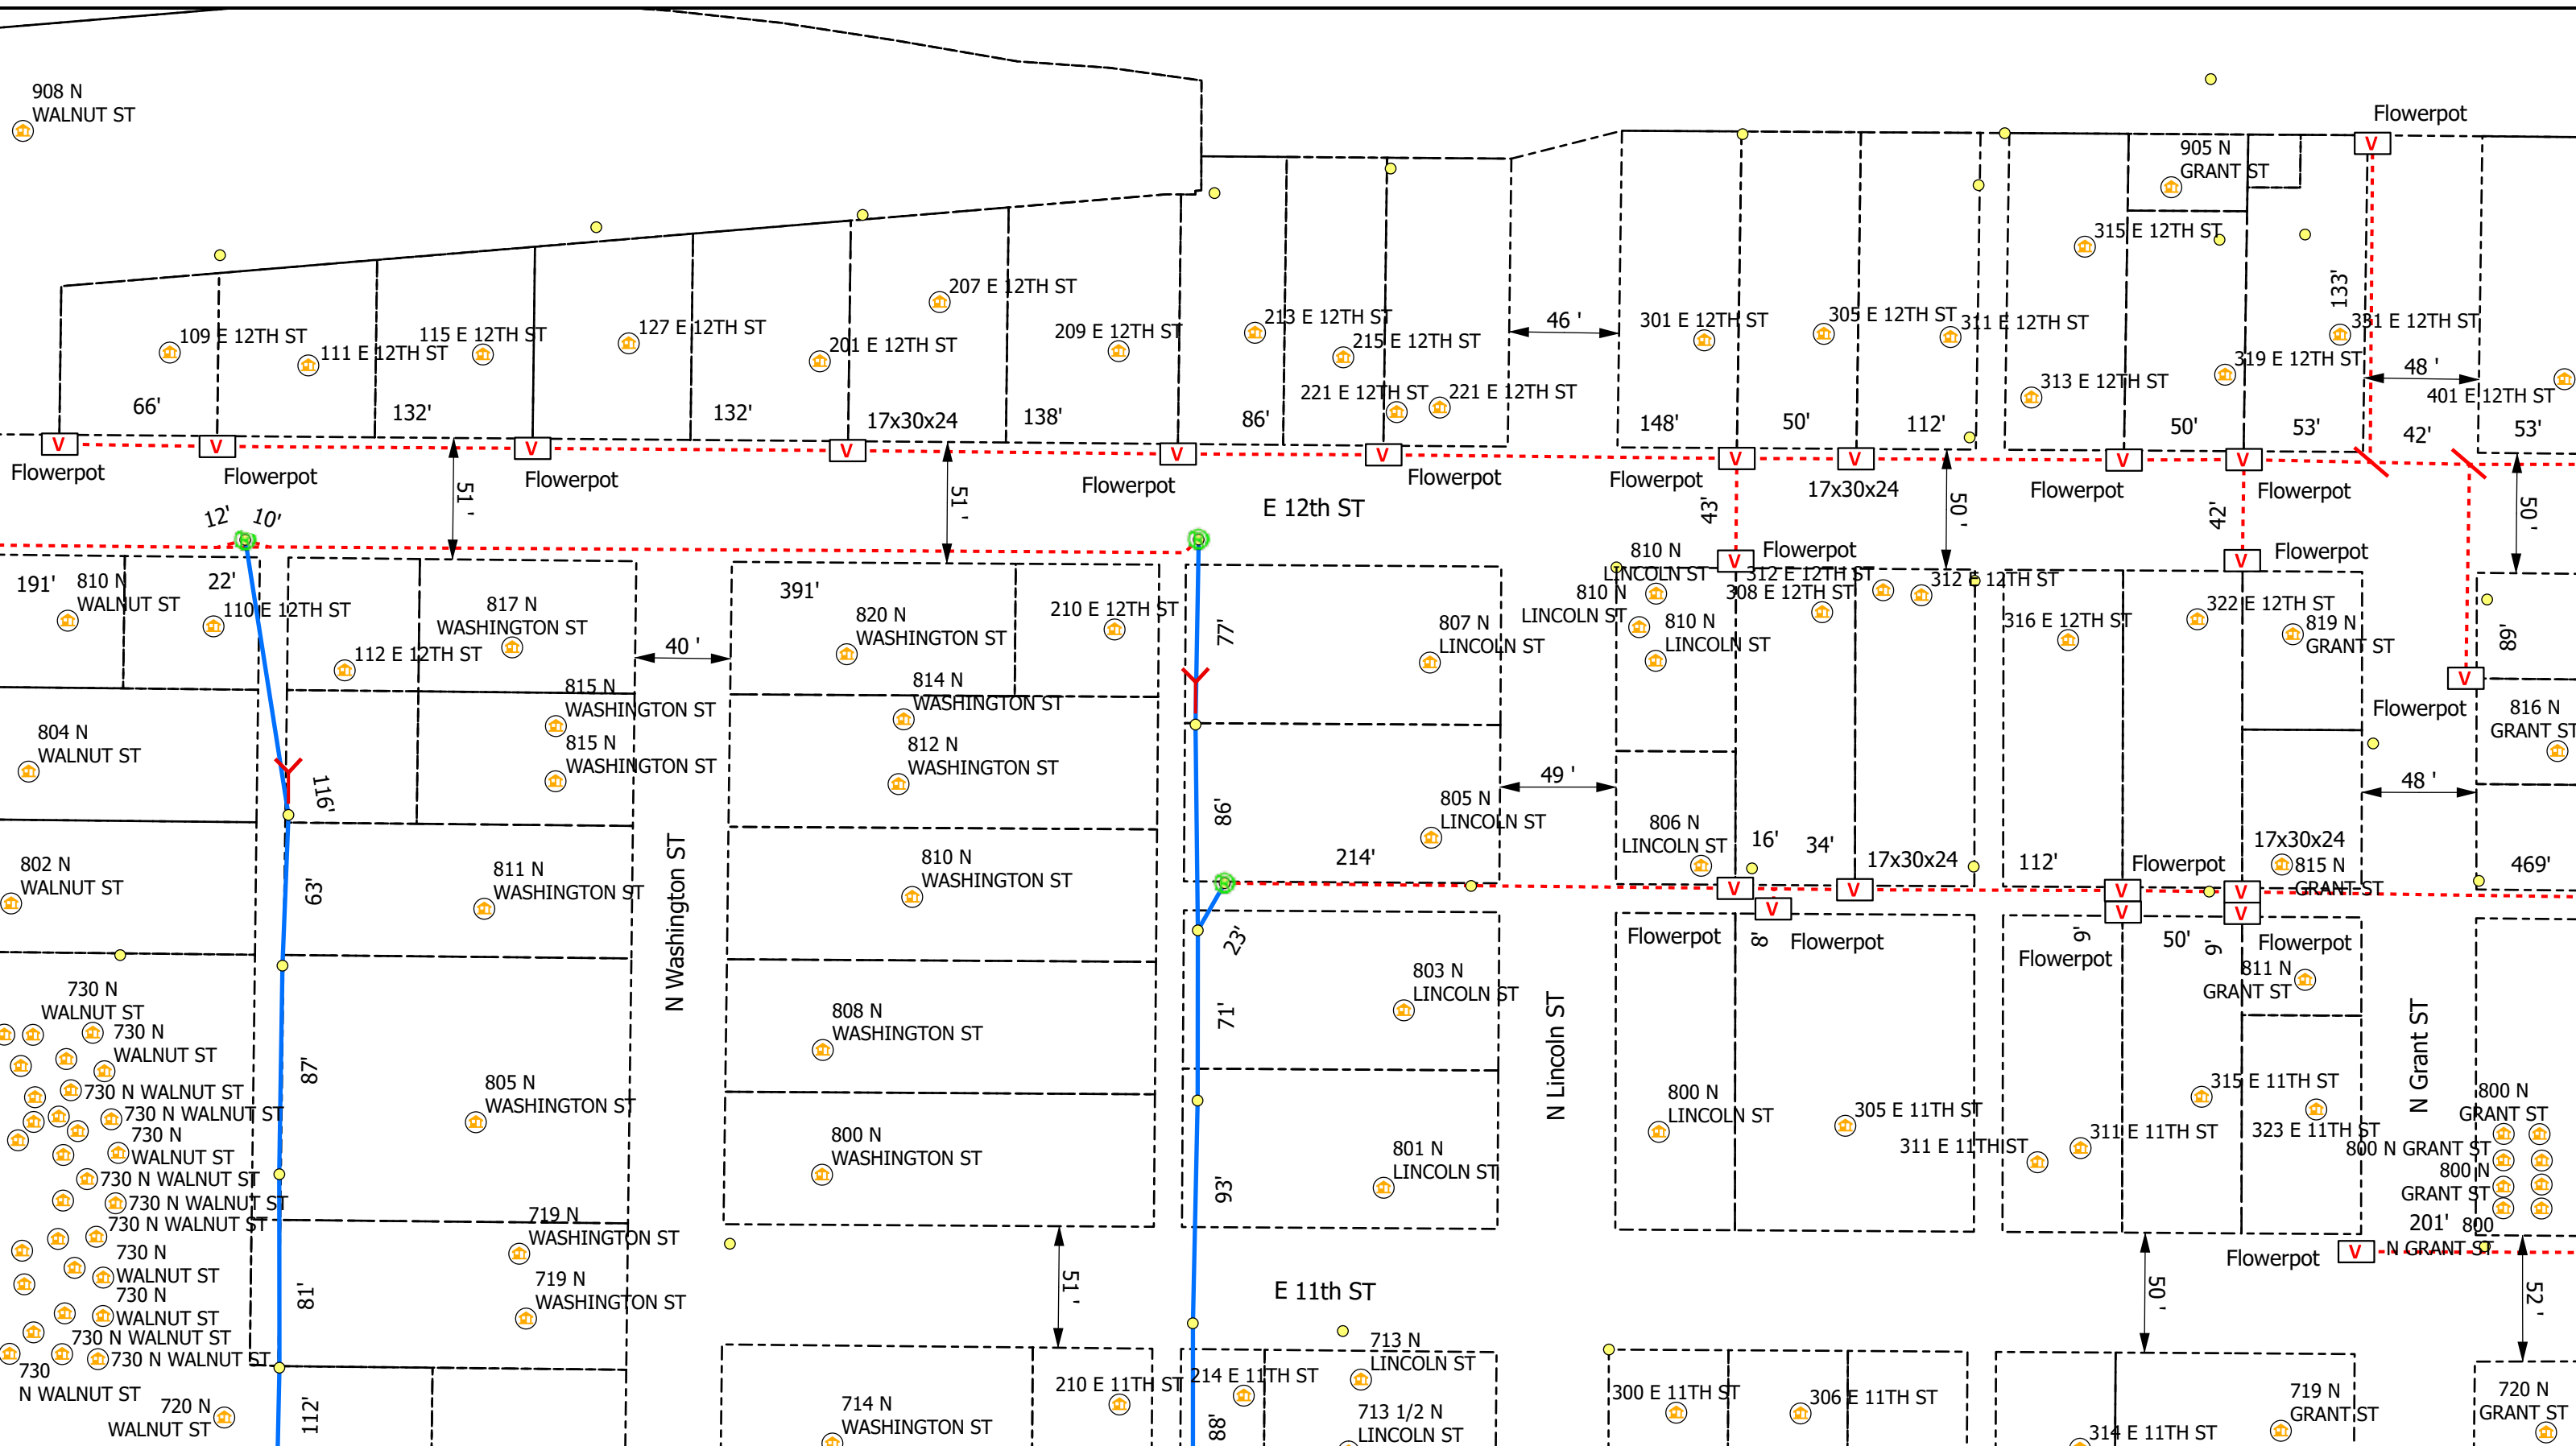 908 N
WALNUT ST
Flowerpot
V
905 N
GRANT ST
315 E 12TH ST
133'
207 E 12TH ST
109 E 12TH ST
111 E 12TH ST
115 E 12TH ST
127 E 12TH ST
201 E 12TH ST
209 E 12TH ST
213 E 12TH ST
215 E 12TH ST
221 E 12TH ST
221 E 12TH ST
46 '
301 E 12TH ST
305 E 12TH ST
311 E 12TH ST
313 E 12TH ST
319 E 12TH ST
331 E 12TH ST
48 '
401 E 12TH ST
66'
132'
132'
17x30x24
138'
86'
148'
50'
112'
50'
53'
42'
53'
V
V
V
V
V
V
V
V
V
V
Flowerpot
Flowerpot
Flowerpot
Flowerpot
Flowerpot
Flowerpot
17x30x24
Flowerpot
Flowerpot
51 '
51 '
E 12th ST
43'
50 '
42'
50 '
12'
10'
V
Flowerpot
V
Flowerpot
191'
810 N
WALNUT ST
22'
110 E 12TH ST
112 E 12TH ST
817 N
WASHINGTON ST
40 '
391'
820 N
WASHINGTON ST
210 E 12TH ST
77'
807 N
LINCOLN ST
810 N
LINCOLN ST
810 N
LINCOLN ST
810 N
LINCOLN ST
312 E 12TH ST
308 E 12TH ST
312 E 12TH ST
316 E 12TH ST
322 E 12TH ST
819 N
GRANT ST
89'
V
Flowerpot
816 N
GRANT ST
804 N
WALNUT ST
815 N
WASHINGTON ST
815 N
WASHINGTON ST
814 N
WASHINGTON ST
812 N
WASHINGTON ST
116'
86'
49 '
48 '
805 N
LINCOLN ST
806 N
LINCOLN ST
16'
34'
17x30x24
112'
Flowerpot
17x30x24
815 N
GRANT ST
469'
802 N
WALNUT ST
63'
811 N
WASHINGTON ST
N Washington ST
810 N
WASHINGTON ST
214'
V
V
V
V
V
V
V
23'
Flowerpot
8'
Flowerpot
Flowerpot
9'
50'
9'
Flowerpot
811 N
GRANT ST
803 N
LINCOLN ST
71'
N Lincoln ST
N Grant ST
730 N
WALNUT ST
730 N
WALNUT ST
730 N WALNUT ST
730 N WALNUT ST
730 N
WALNUT ST
730 N WALNUT ST
730 N WALNUT ST
730 N WALNUT ST
730 N
WALNUT ST
730 N
WALNUT ST
730 N WALNUT ST
730 N WALNUT ST
730
N WALNUT ST
87'
805 N
WASHINGTON ST
808 N
WASHINGTON ST
800 N
WASHINGTON ST
93'
801 N
LINCOLN ST
800 N
LINCOLN ST
305 E 11TH ST
311 E 11TH ST
311 E 11TH ST
315 E 11TH ST
323 E 11TH ST
800 N
GRANT ST
800 N GRANT ST
800 N
GRANT ST
800
N GRANT ST
201'
Flowerpot
V
719 N
WASHINGTON ST
719 N
WASHINGTON ST
81'
51 '
E 11th ST
50 '
52 '
720 N
WALNUT ST
112'
714 N
WASHINGTON ST
210 E 11TH ST
214 E 11TH ST
88'
713 N
LINCOLN ST
713 1/2 N
LINCOLN ST
300 E 11TH ST
306 E 11TH ST
314 E 11TH ST
719 N
GRANT ST
720 N
GRANT ST